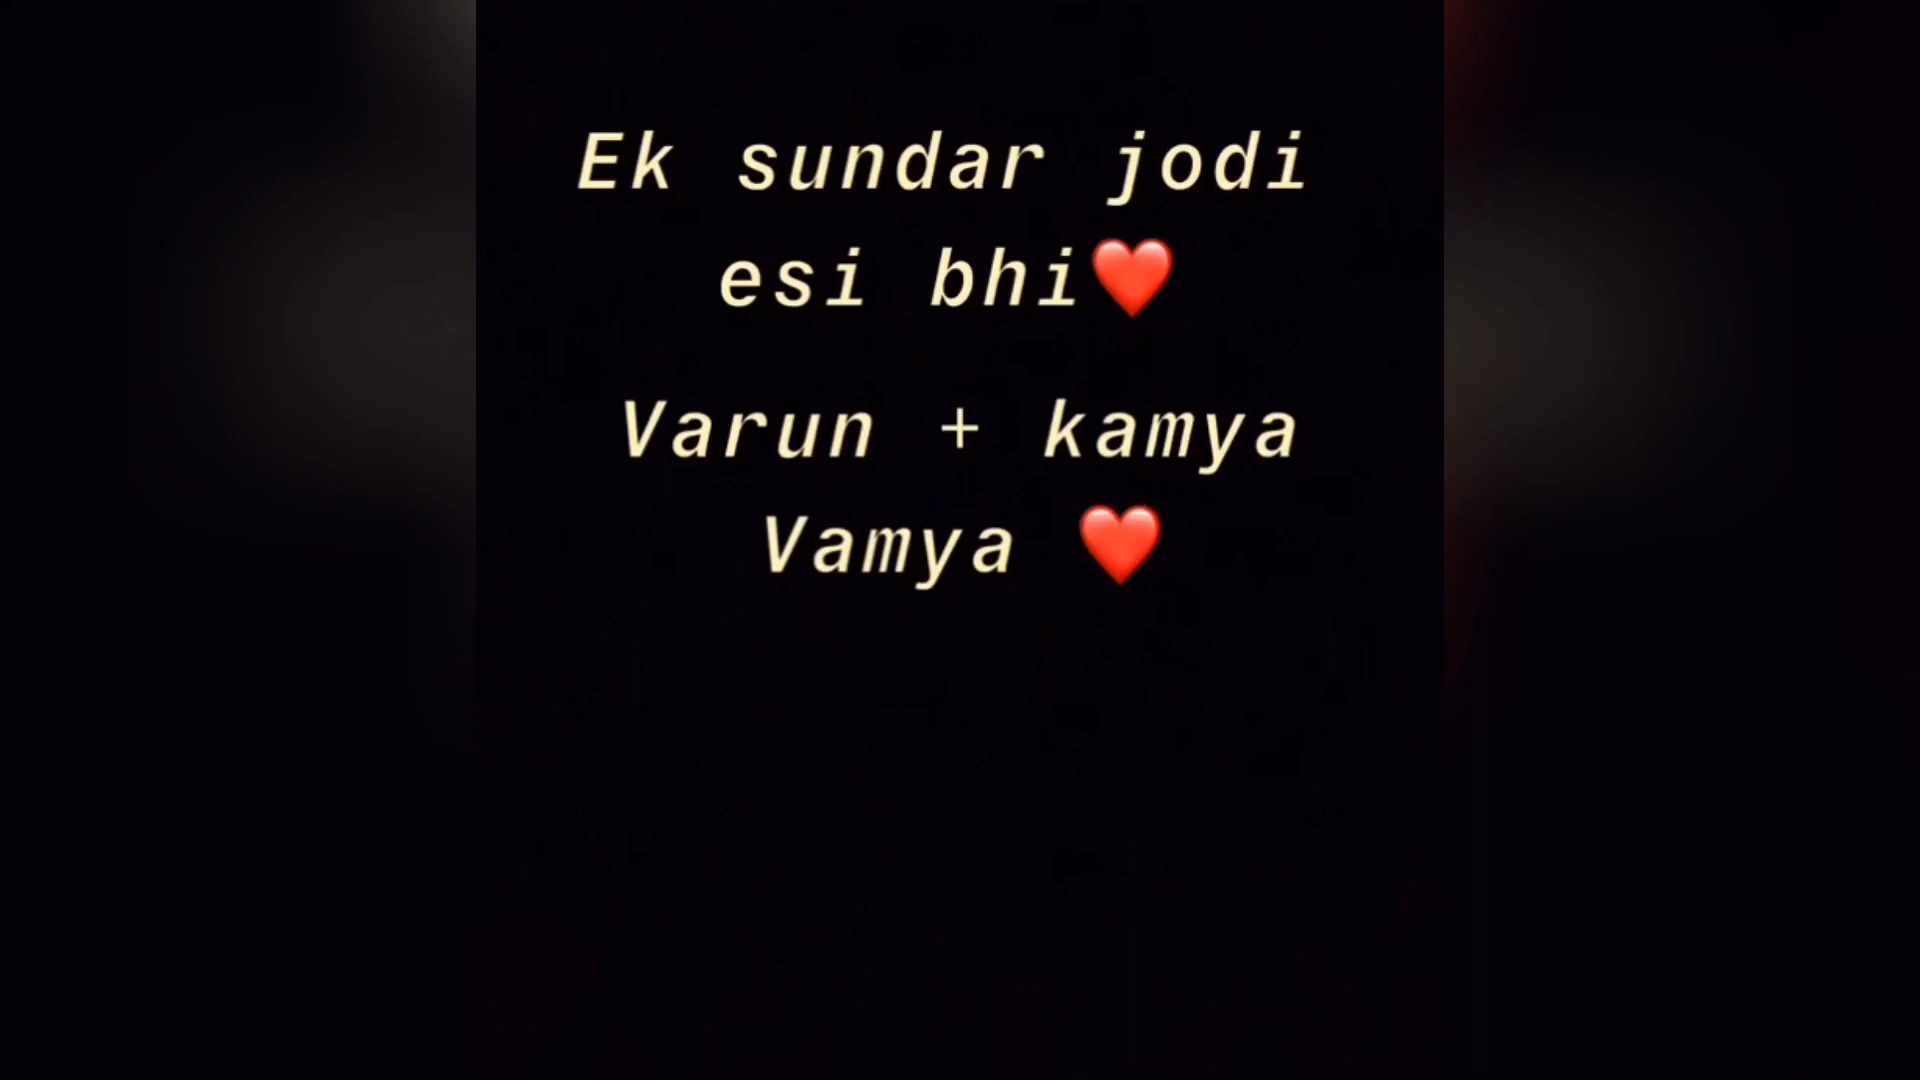 Ek sundar jodi
esi bhi❤️
Varun + kamya
Vamya ❤️